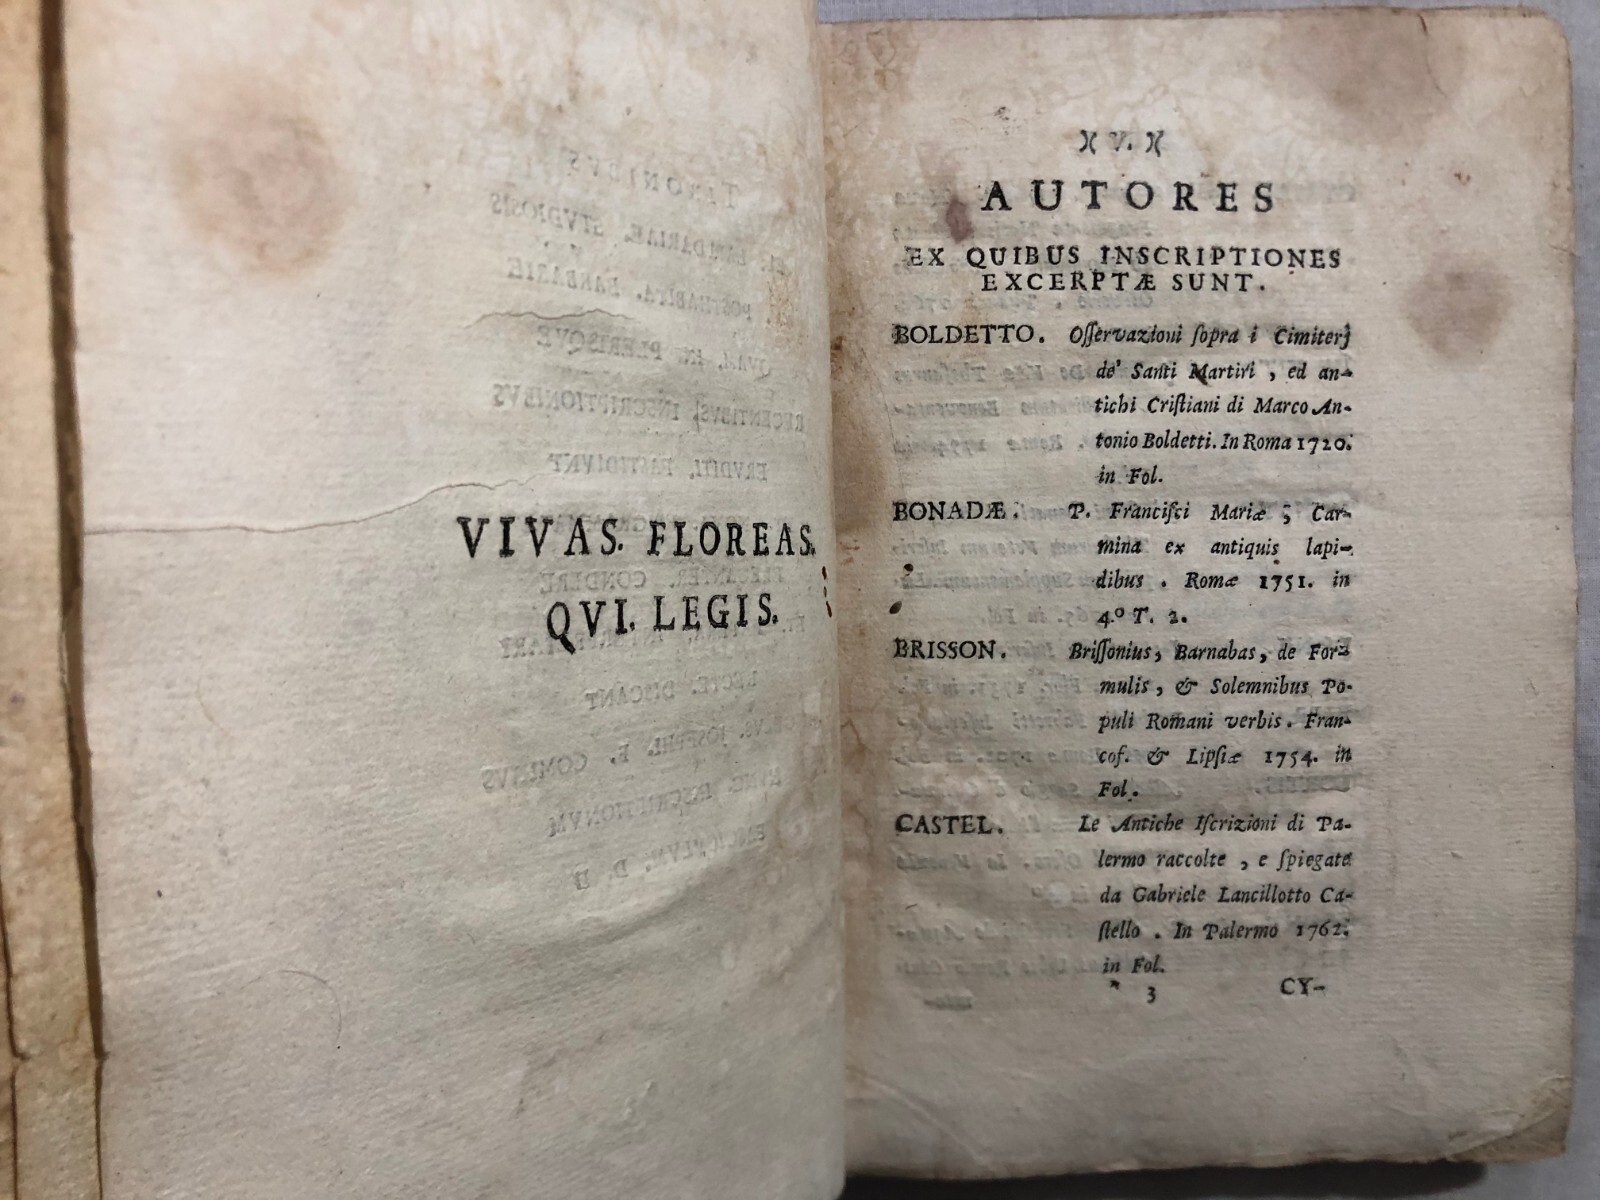 VIVAS. FLOREAS.
QVI. LEGIS.
)( V. )(
AUTORES
EX QUIBUS INSCRIPTIONES
EXCERPTÆ SUNT.
BOLDETTO. Oſſervazioni ſopra i Cimiterj
de' Santi Martiri, ed an-
tichi Criſtiani di Marco An-
tonio Boldetti. In Roma 1720.
in Fol.
BONADÆ. P. Franciſci Mariæ, Car-
mina ex antiquis lapi-
dibus. Romæ 1751. in
4.º T. 2.
BRISSON. Briſſonius, Barnabas, de For-
mulis, & Solemnibus Po-
puli Romani verbis. Fran-
cof. & Lipſiæ 1754. in
Fol.
CASTEL. Le Antiche Iſcrizioni di Pa-
lermo raccolte, e ſpiegate
da Gabriele Lancillotto Ca-
ſtello. In Palermo 1762.
in Fol.
* 3 CY-